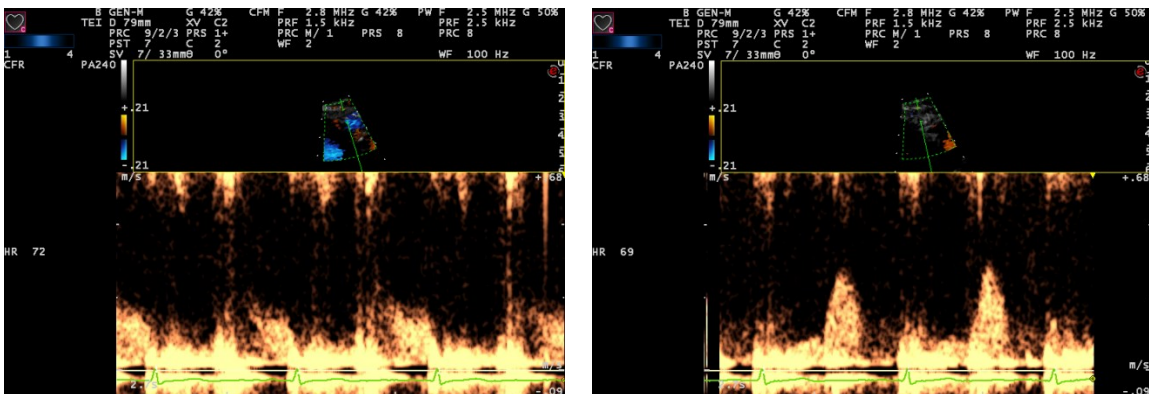 B GEN-M G 42% CFM F 2.8 MHz G 42% PW F 2.5 MHz G 50%
TEI D 79mm XV C2 PRF 1.5 kHz PRF 2.5 kHz
PRC 9/2/3 PRS 1+ PRC M/ 1 PRS 8 PRC 8
PST 7 C 2 WF 2
1 4 SV 7/ 33mmθ 0° WF 100 Hz
CFR PA240
+.21
-.21
m/s +.68
HR 72
m/s
-.09
B GEN-M G 42% CFM F 2.8 MHz G 42% PW F 2.5 MHz G 50%
TEI D 79mm XV C2 PRF 1.5 kHz PRF 2.5 kHz
PRC 9/2/3 PRS 1+ PRC M/ 1 PRS 8 PRC 8
PST 7 C 2 WF 2
1 4 SV 7/ 33mmθ 0° WF 100 Hz
CFR PA240
+.21
-.21
m/s +.68
HR 69
m/s
-.09